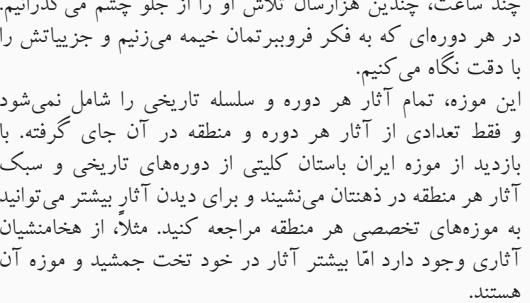 چند ساعت، چندین هزارسال تلاش او را از جلو چشم می‌گذرانیم.
در هر دوره‌ای که به فکر فروببرتمان خیمه می‌زنیم و جزییاتش را
با دقت نگاه می‌کنیم.
این موزه، تمام آثار هر دوره و سلسله تاریخی را شامل نمی‌شود
و فقط تعدادی از آثار هر دوره و منطقه در آن جای گرفته. با
بازدید از موزه ایران باستان کلیتی از دوره‌های تاریخی و سبک
آثار هر منطقه در ذهنتان می‌نشیند و برای دیدن آثار بیشتر می‌توانید
به موزه‌های تخصصی هر منطقه مراجعه کنید. مثلاً، از هخامنشیان
آثاری وجود دارد امّا بیشتر آثار در خود تخت جمشید و موزه آن
هستند.